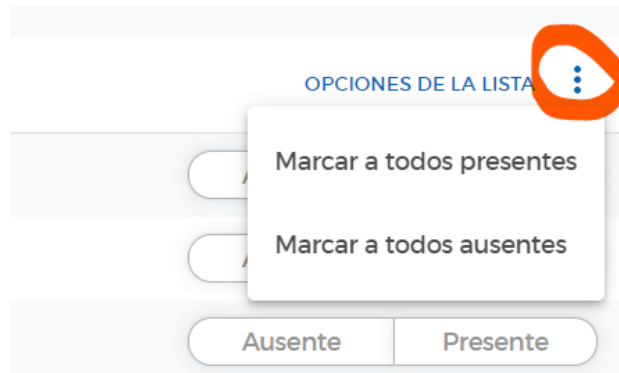 OPCIONES DE LA LISTA
Marcar a todos presentes
Marcar a todos ausentes
Ausente Presente